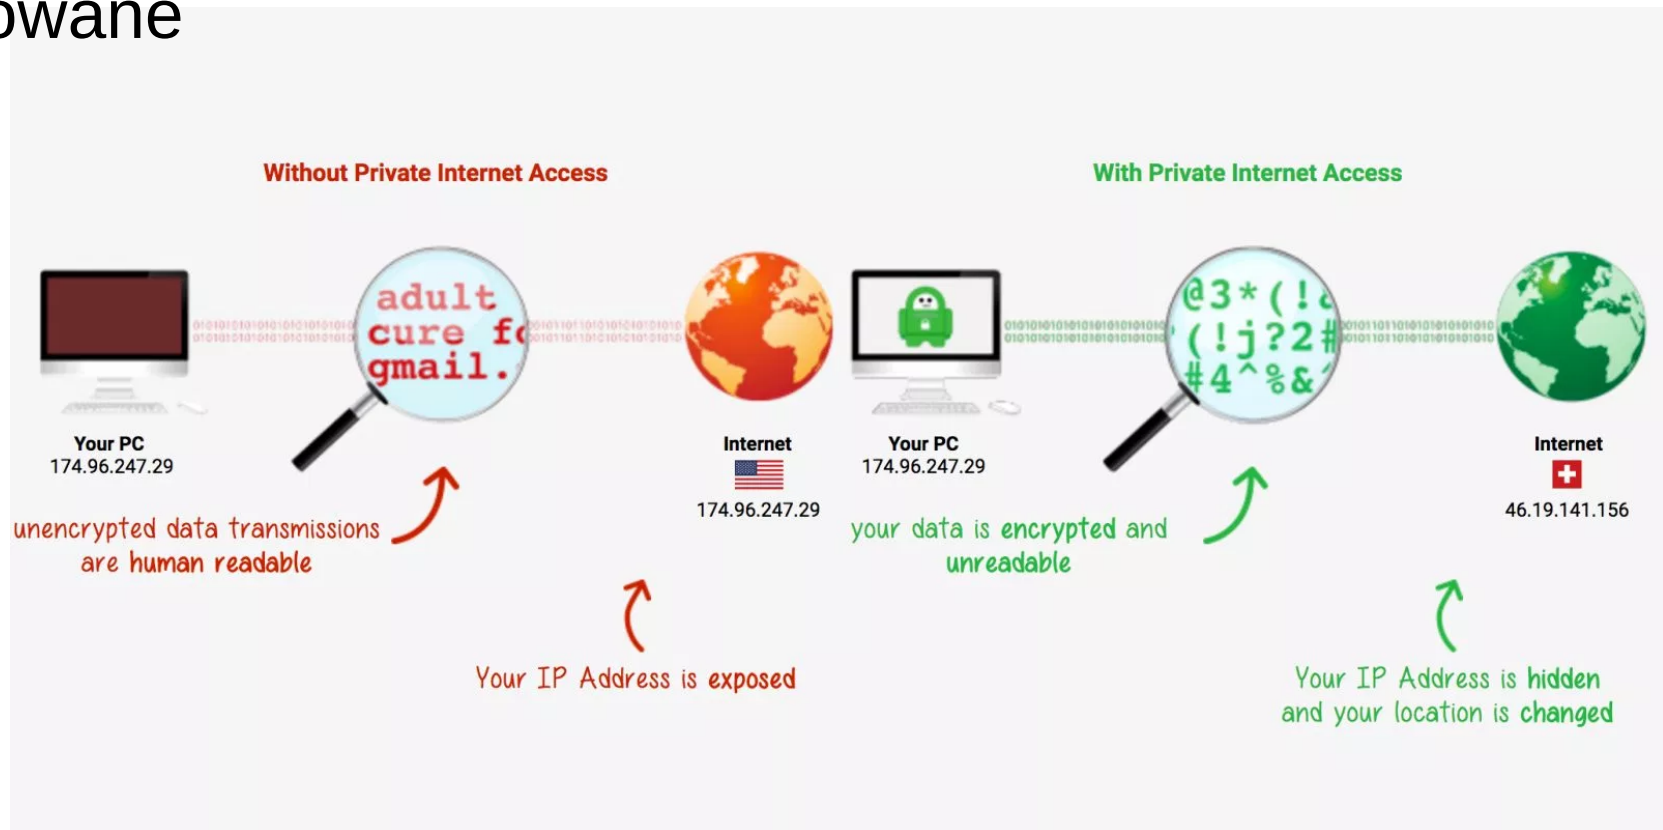 owane
Without Private Internet Access
adult
cure fo
gmail.
Your PC
174.96.247.29
Internet
174.96.247.29
unencrypted data transmissions
are human readable
Your IP Address is exposed
With Private Internet Access
@3*(!
(!j?2#
#4^%&
Your PC
174.96.247.29
Internet
46.19.141.156
your data is encrypted and
unreadable
Your IP Address is hidden
and your location is changed